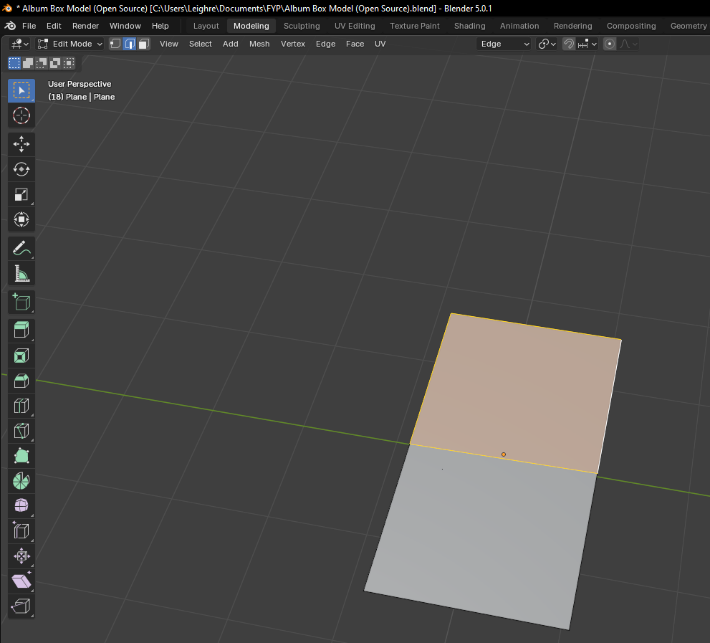 * Album Box Model (Open Source) [C:\Users\Leighre\Documents\FYP\Album Box Model (Open Source).blend] - Blender 5.0.1
File Edit Render Window Help Layout Modeling Sculpting UV Editing Texture Paint Shading Animation Rendering Compositing Geometry
Edit Mode View Select Add Mesh Vertex Edge Face UV Edge
User Perspective
(18) Plane | Plane